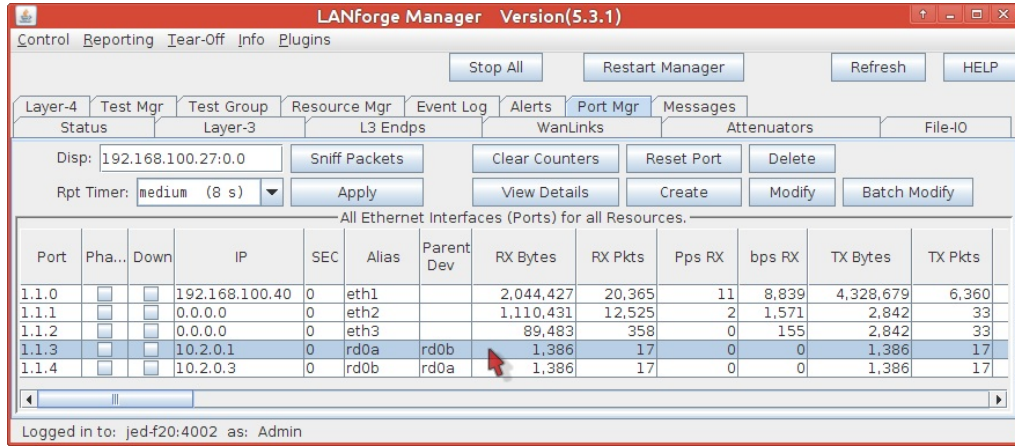 LANforge Manager Version(5.3.1)
Control Reporting Tear-Off Info Plugins
Stop All Restart Manager Refresh HELP
Layer-4 Test Mgr Test Group Resource Mgr Event Log Alerts Port Mgr Messages
Status Layer-3 L3 Endps WanLinks Attenuators File-IO
Disp: 192.168.100.27:0.0 Sniff Packets Clear Counters Reset Port Delete
Rpt Timer: medium (8 s) Apply View Details Create Modify Batch Modify
All Ethernet Interfaces (Ports) for all Resources.
Port Pha... Down IP SEC Alias Parent Dev RX Bytes RX Pkts Pps RX bps RX TX Bytes TX Pkts
1.1.0 192.168.100.40 0 eth1 2,044,427 20,365 11 8,839 4,328,679 6,360
1.1.1 0.0.0.0 0 eth2 1,110,431 12,525 2 1,571 2,842 33
1.1.2 0.0.0.0 0 eth3 89,483 358 0 155 2,842 33
1.1.3 10.2.0.1 0 rd0a rd0b 1,386 17 0 0 1,386 17
1.1.4 10.2.0.3 0 rd0b rd0a 1,386 17 0 0 1,386 17
Logged in to: jed-f20:4002 as: Admin